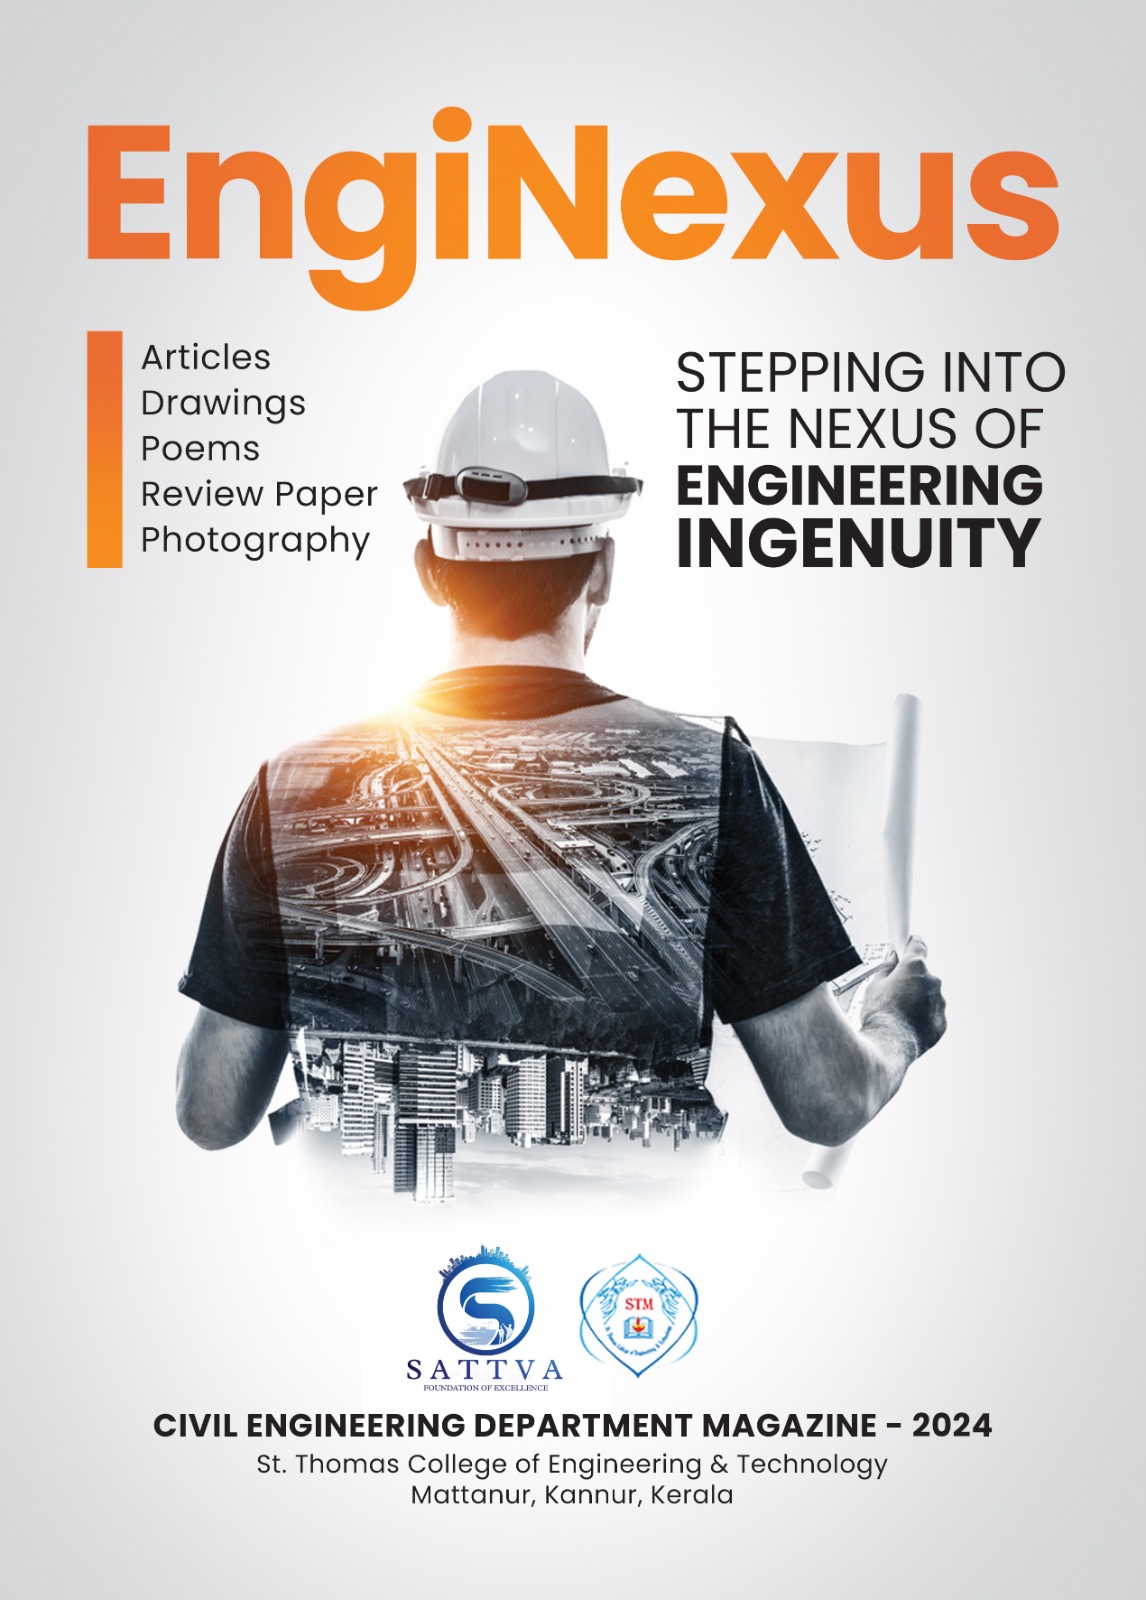 EngiNexus
Articles
Drawings
Poems
Review Paper
Photography
STEPPING INTO
THE NEXUS OF
ENGINEERING
INGENUITY
SATTVA
FOUNDATION OF EXCELLENCE
STM
CIVIL ENGINEERING DEPARTMENT MAGAZINE - 2024
St. Thomas College of Engineering & Technology
Mattanur, Kannur, Kerala